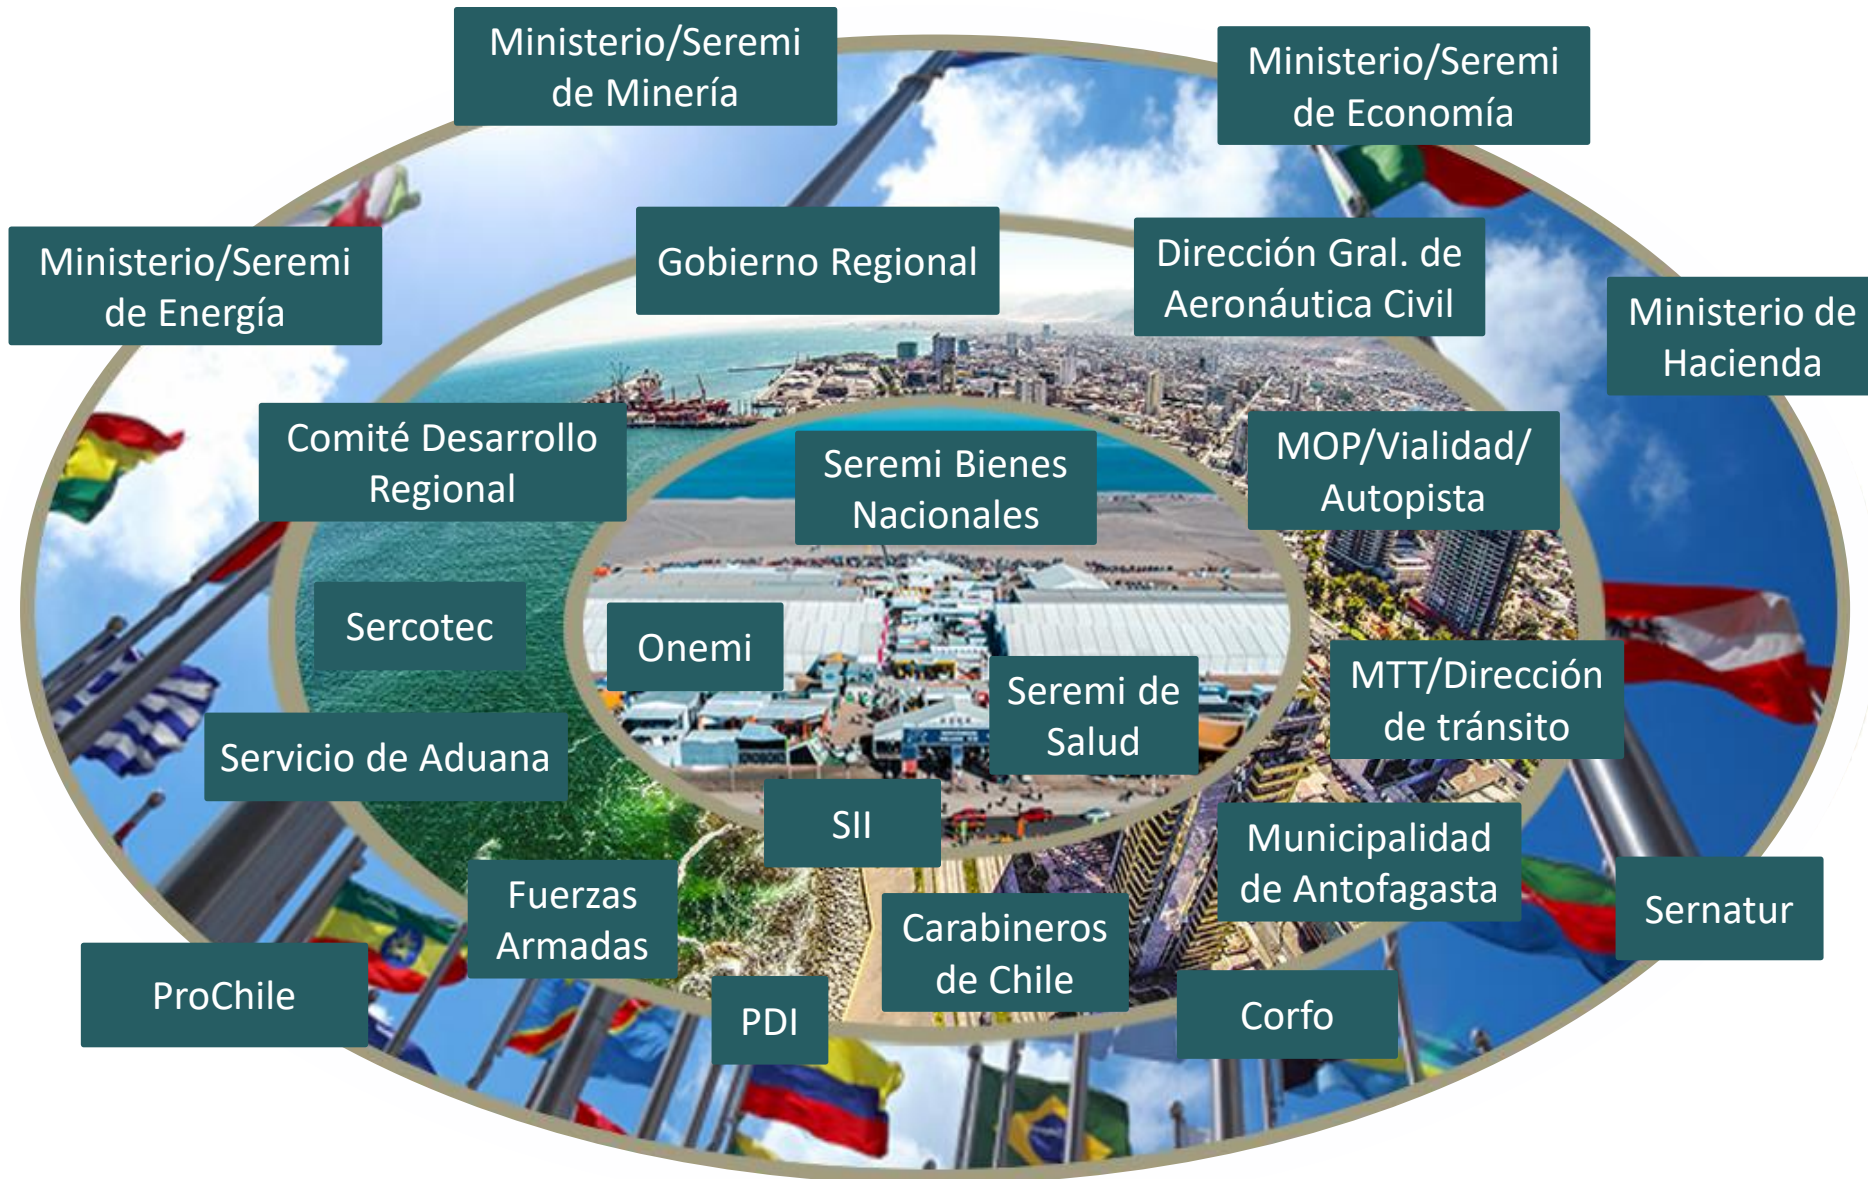 Ministerio/Seremi
de Minería
Ministerio/Seremi
de Economía
Ministerio/Seremi
de Energía
Gobierno Regional
Dirección Gral. de
Aeronáutica Civil
Ministerio de
Hacienda
Comité Desarrollo
Regional
Seremi Bienes
Nacionales
MOP/Vialidad/
Autopista
Sercotec
Onemi
Seremi de
Salud
MTT/Dirección
de tránsito
Servicio de Aduana
SII
Municipalidad
de Antofagasta
Fuerzas
Armadas
Carabineros
de Chile
Sernatur
ProChile
PDI
Corfo